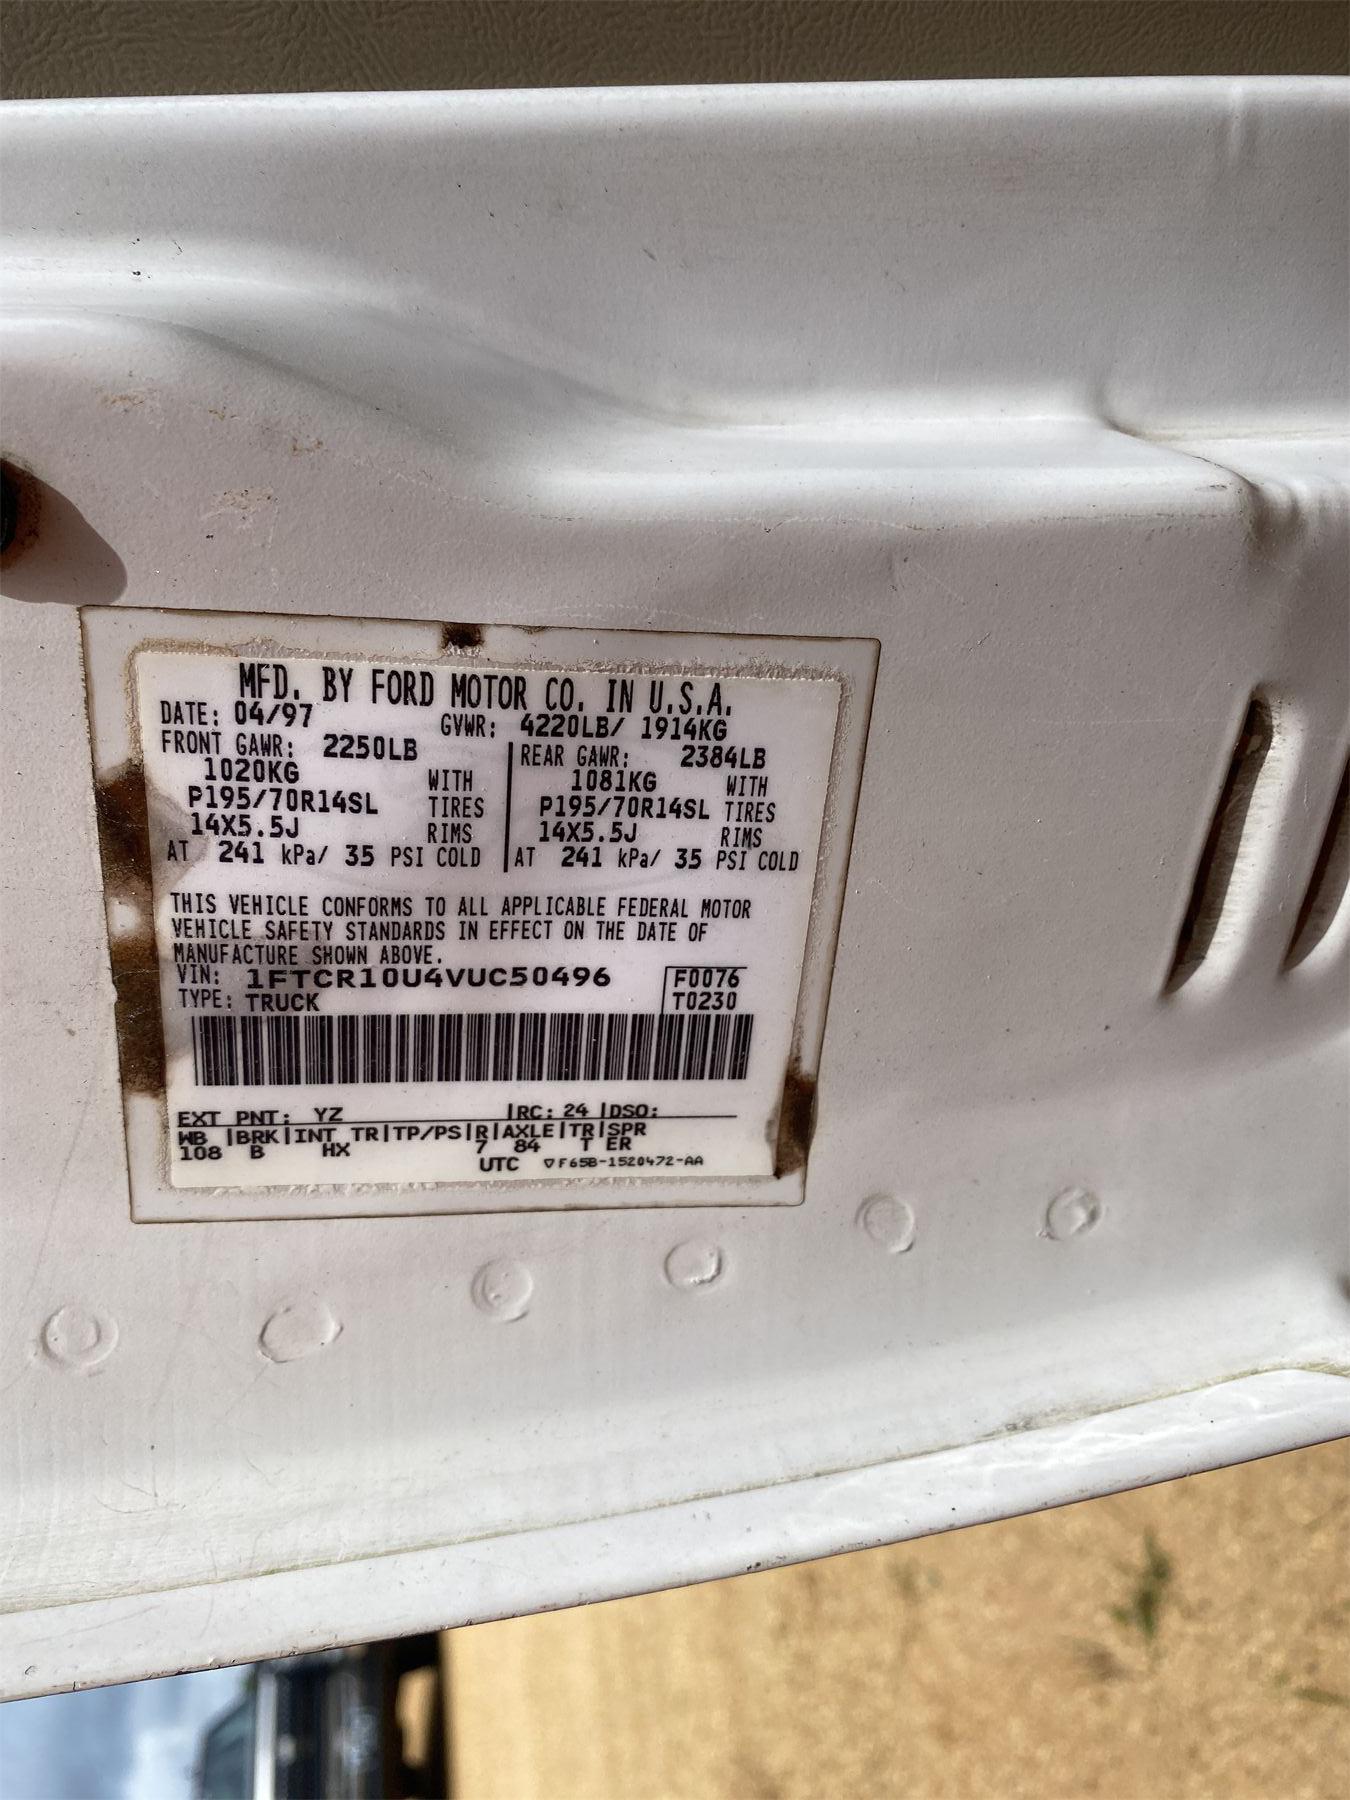 MFD. BY FORD MOTOR CO. IN U.S.A.
DATE: 04/97 GVWR: 4220LB/ 1914KG
FRONT GAWR: 2250LB REAR GAWR: 2384LB
1020KG WITH 1081KG WITH
P195/70R14SL TIRES P195/70R14SL TIRES
14X5.5J RIMS 14X5.5J RIMS
AT 241 kPa/ 35 PSI COLD AT 241 kPa/ 35 PSI COLD
THIS VEHICLE CONFORMS TO ALL APPLICABLE FEDERAL MOTOR
VEHICLE SAFETY STANDARDS IN EFFECT ON THE DATE OF
MANUFACTURE SHOWN ABOVE.
VIN: 1FTCR10U4VUC50496 F0076
TYPE: TRUCK T0230
EXT PNT: YZ |RC: 24 |DSO:
WB |BRK|INT TR|TP/PS|R|AXLE|TR|SPR
108 B HX 7 84 T ER
UTC ▽F65B-1520472-AA